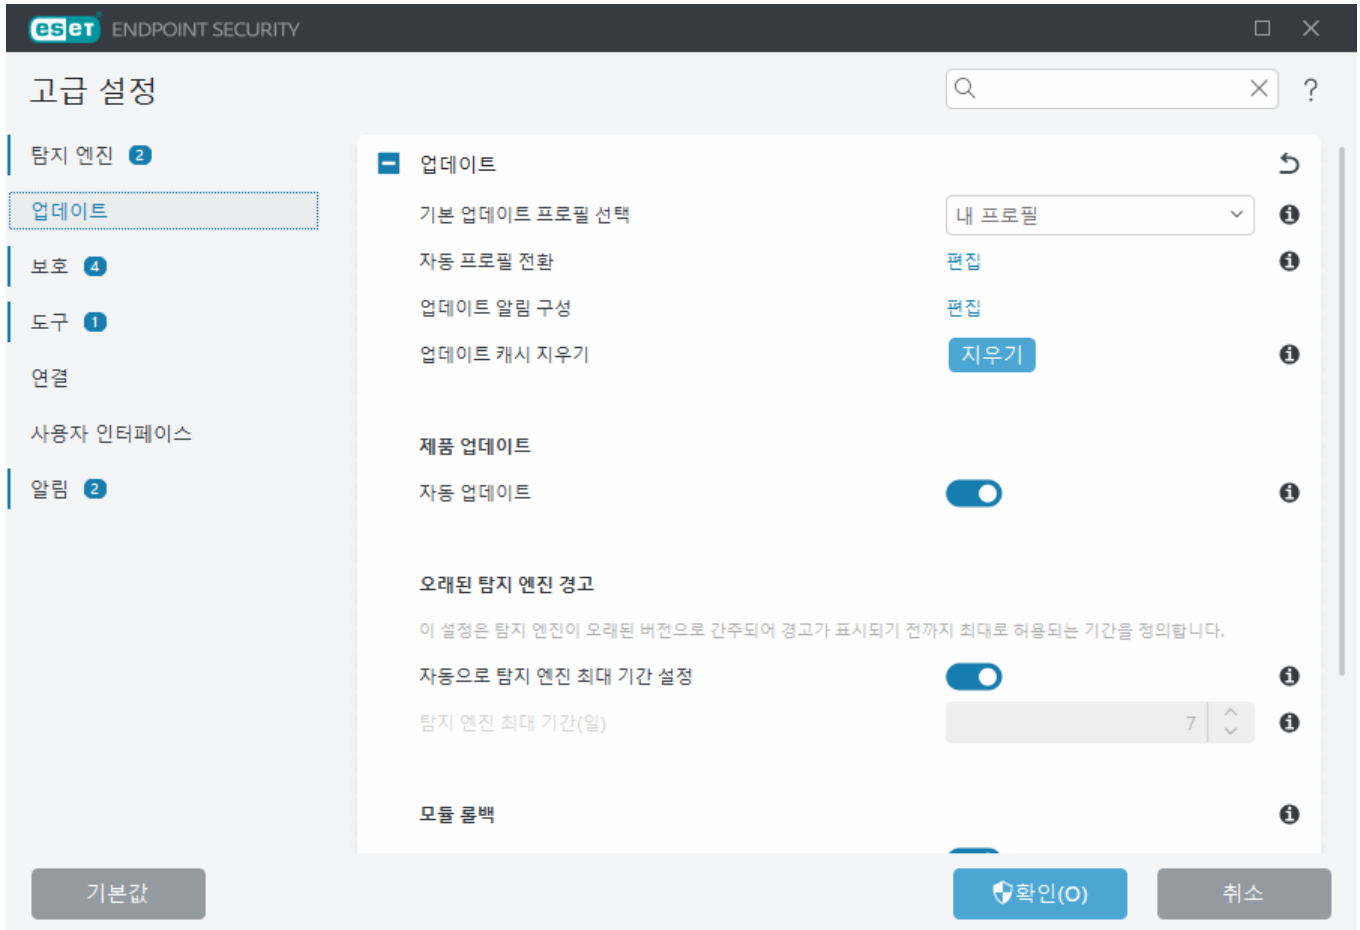 eset ENDPOINT SECURITY
고급 설정
?
탐지 엔진 2
업데이트
보호 4
도구 1
연결
사용자 인터페이스
알림 2
업데이트
기본 업데이트 프로필 선택 내 프로필
자동 프로필 전환 편집
업데이트 알림 구성 편집
업데이트 캐시 지우기 지우기
제품 업데이트
자동 업데이트
오래된 탐지 엔진 경고
이 설정은 탐지 엔진이 오래된 버전으로 간주되어 경고가 표시되기 전까지 최대로 허용되는 기간을 정의합니다.
자동으로 탐지 엔진 최대 기간 설정
탐지 엔진 최대 기간(일) 7
모듈 롤백
기본값 확인(O) 취소